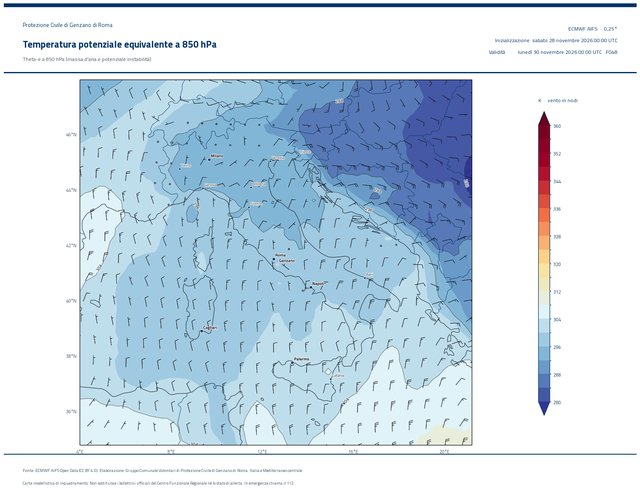 Protezione Civile di Genzano di Roma
ECMWF AIFS · 0,25°
Inizializzazione sabato 28 novembre 2026 00:00 UTC
Temperatura potenziale equivalente a 850 hPa
Validità lunedì 30 novembre 2026 00:00 UTC F048
Theta-e a 850 hPa (massa d'aria e potenziale instabilità)
K vento in nodi
360
352
344
336
328
320
312
304
296
288
280
46°N
44°N
42°N
40°N
38°N
36°N
4°E
8°E
12°E
16°E
20°E
Milano
Roma
Genzano
Napoli
Cagliari
Palermo
Catania
Fonte: ECMWF AIFS Open Data (CC BY 4.0). Elaborazione: Gruppo Comunale Volontari di Protezione Civile di Genzano di Roma. Italia e Mediterraneo centrale.
Carta modellistica di inquadramento. Non sostituisce i bollettini ufficiali del Centro Funzionale Regionale né le ordinanze. In emergenza chiama il 112.